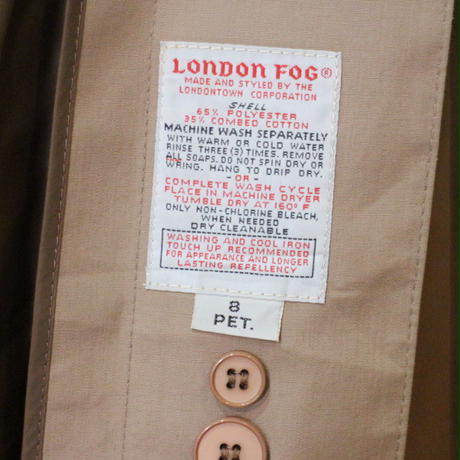 LONDON FOG®
MADE AND STYLED BY THE
LONDONTOWN CORPORATION
SHELL
65% POLYESTER
35% COMBED COTTON
MACHINE WASH SEPARATELY
WITH WARM OR COLD WATER
RINSE THREE (3) TIMES. REMOVE
ALL SOAPS. DO NOT SPIN DRY OR
WRING. HANG TO DRIP DRY.
- OR -
COMPLETE WASH CYCLE
PLACE IN MACHINE DRYER
TUMBLE DRY AT 160° F
ONLY NON-CHLORINE BLEACH,
WHEN NEEDED
DRY CLEANABLE
WASHING AND COOL IRON
TOUCH UP RECOMMENDED
FOR APPEARANCE AND LONGER
LASTING REPELLENCY
8
PET.